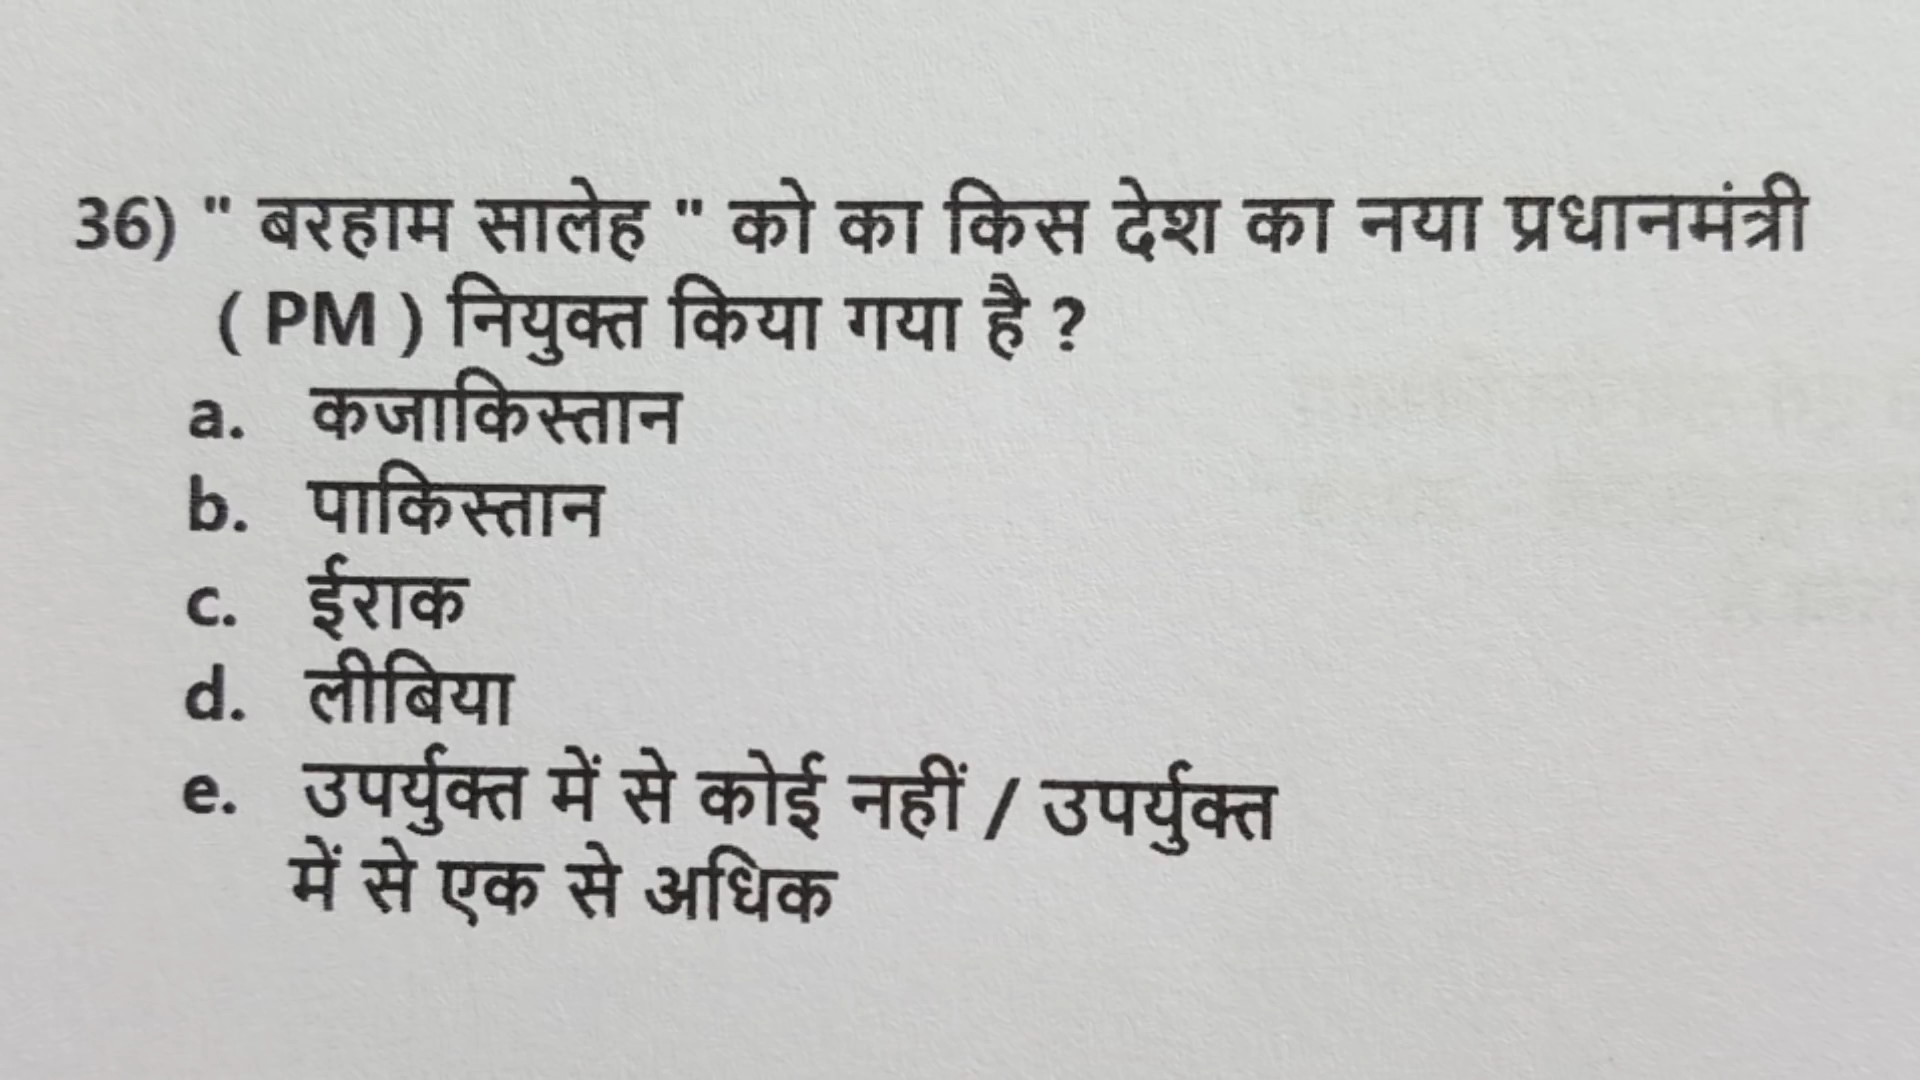 36) " बरहाम सालेह " को का किस देश का नया प्रधानमंत्री
( PM ) नियुक्त किया गया है ?
a. कजाकिस्तान
b. पाकिस्तान
c. ईराक
d. लीबिया
e. उपर्युक्त में से कोई नहीं / उपर्युक्त
में से एक से अधिक